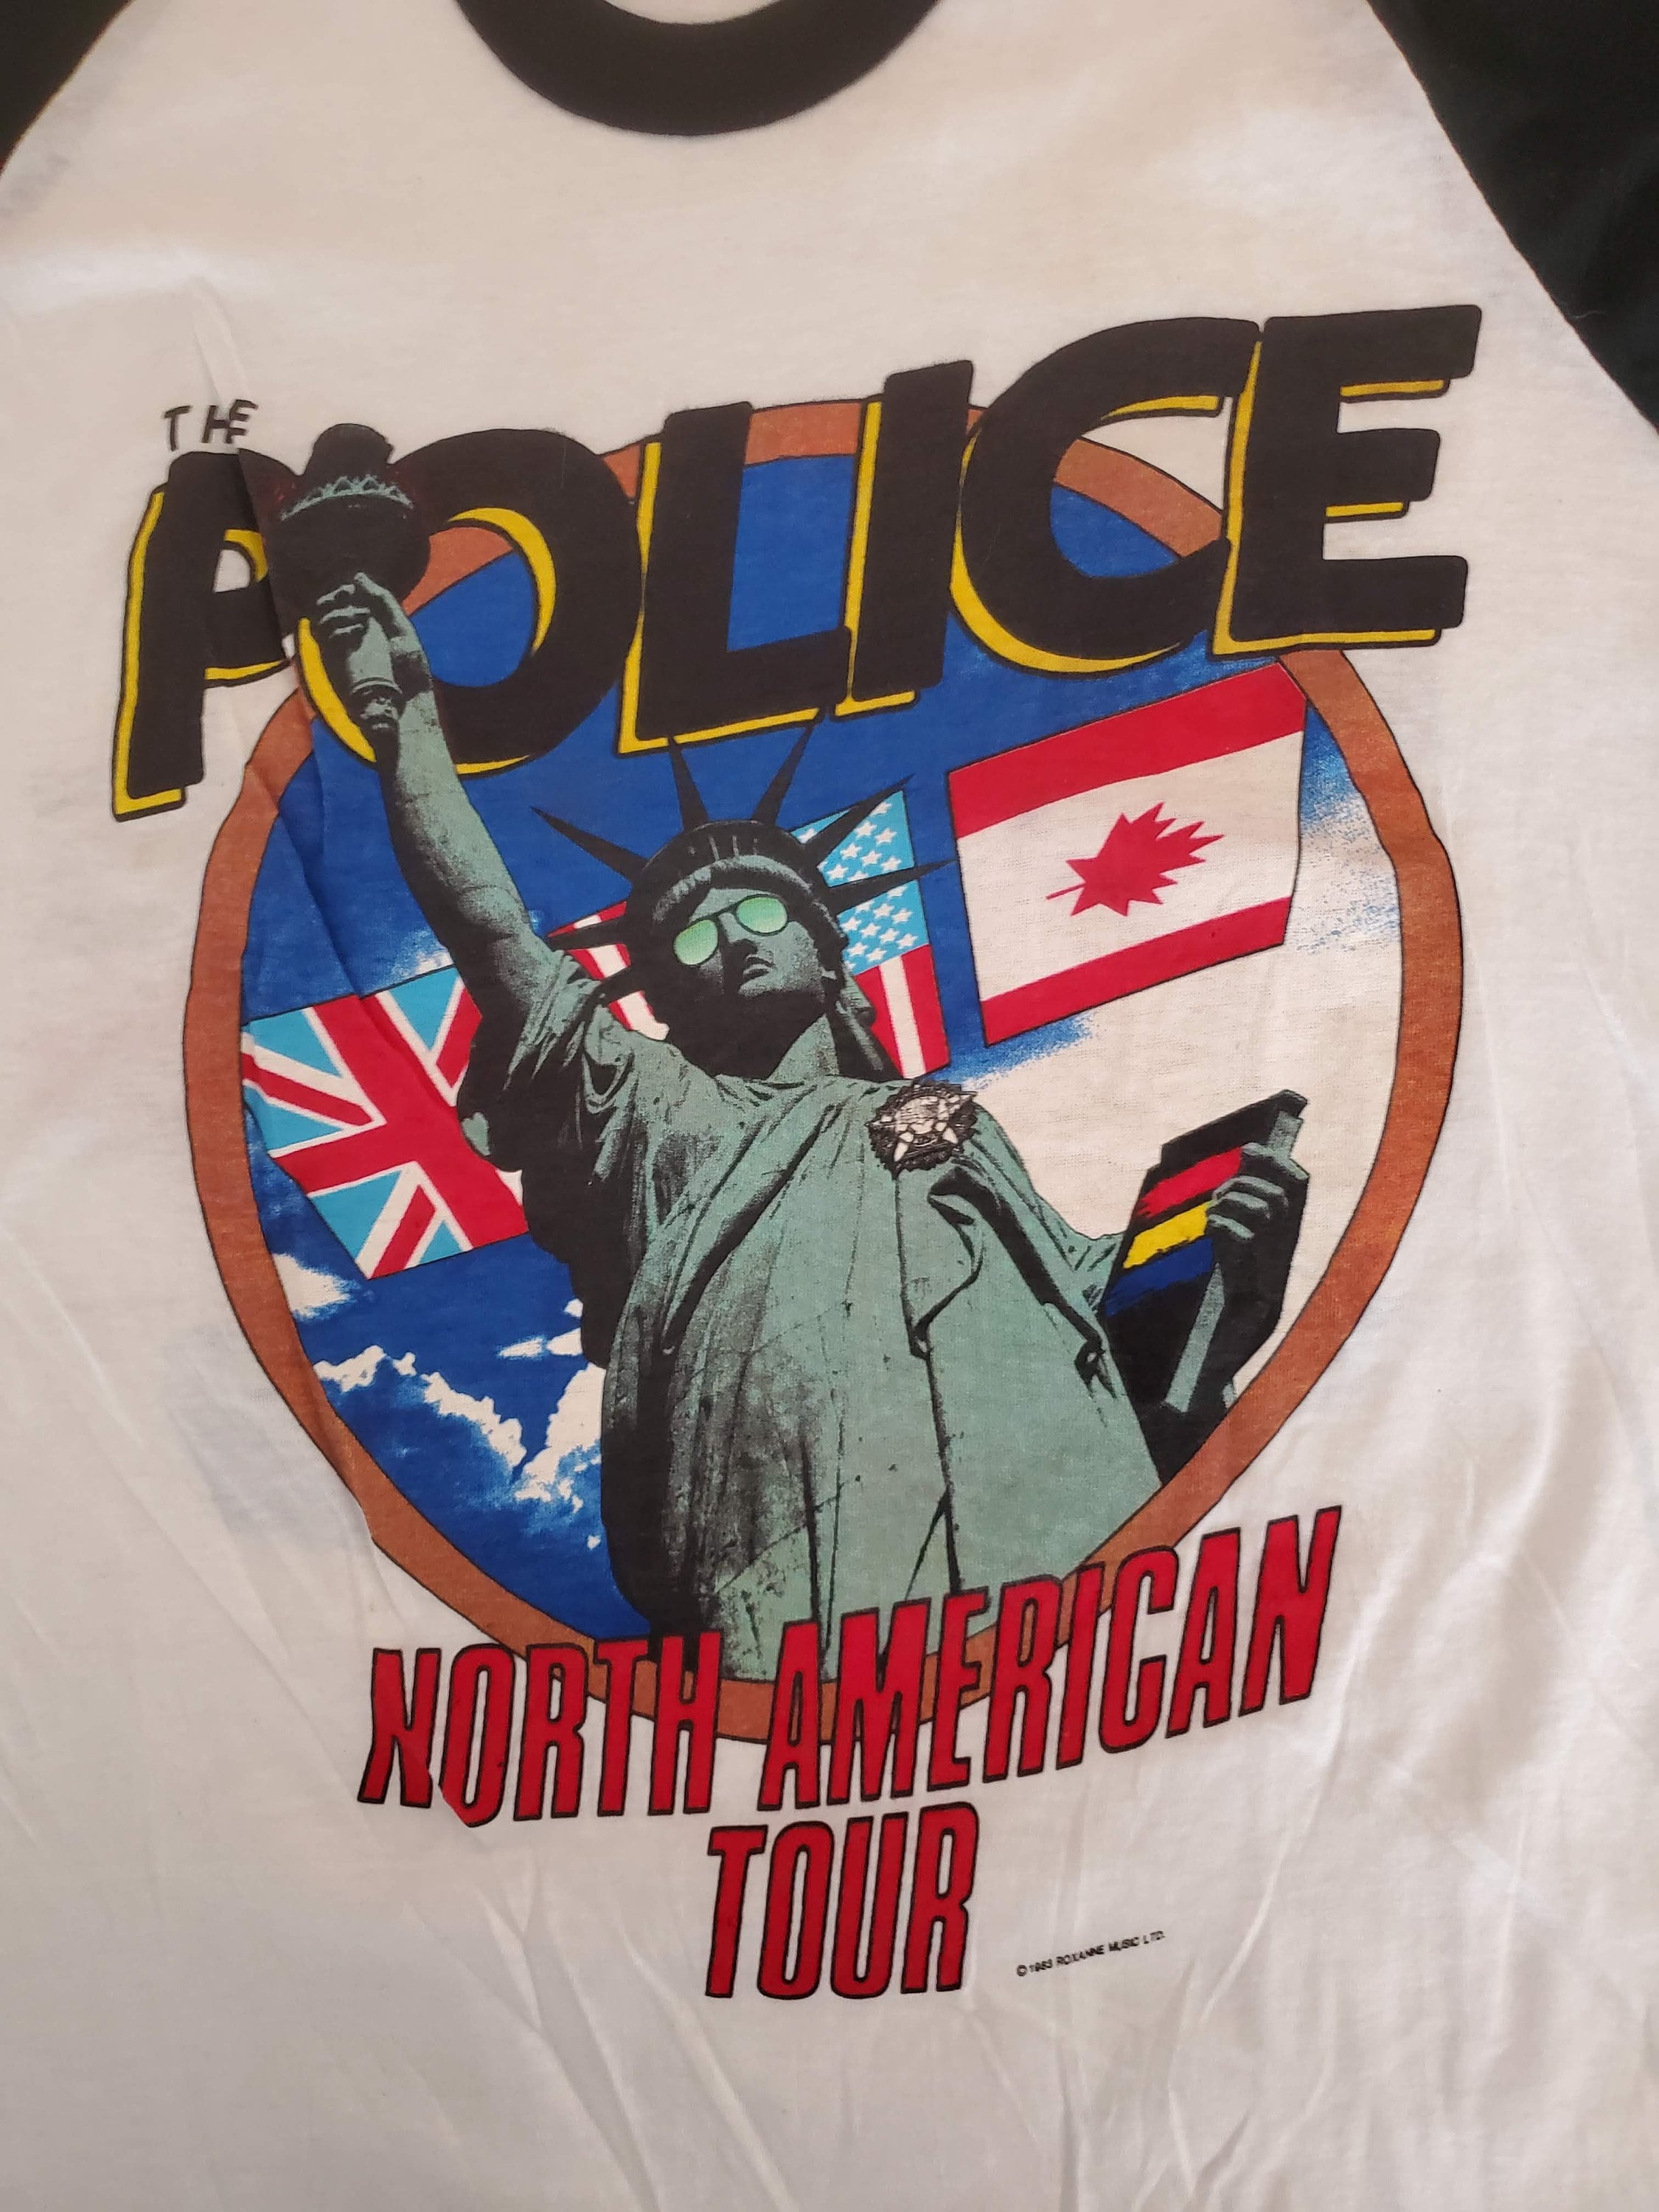 THE
POLICE
NORTH AMERICAN
TOUR
© 1983 ROXANNE MUSIC LTD.